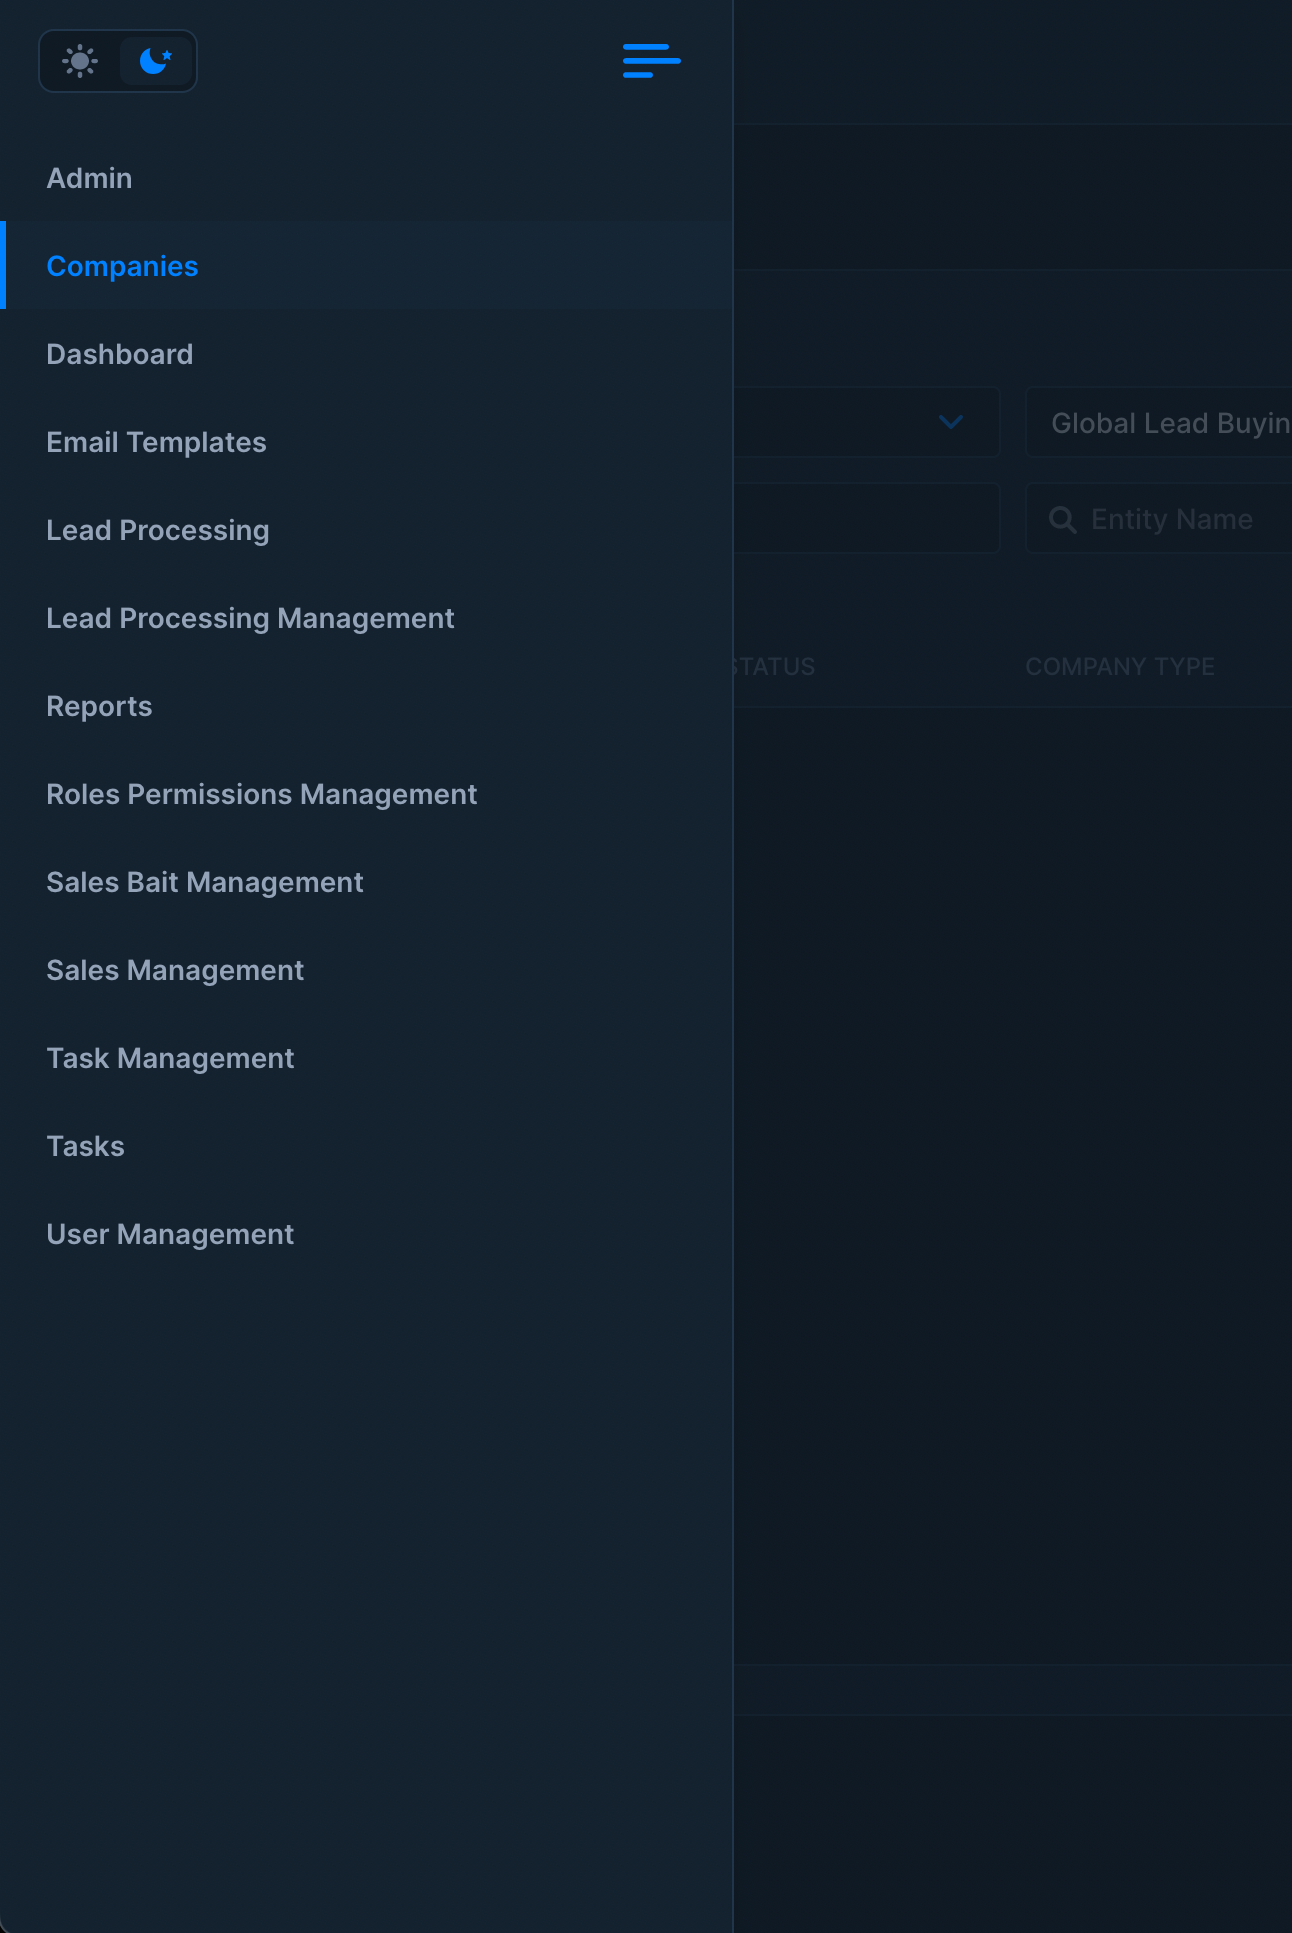 Admin
Companies
Dashboard
Email Templates
Lead Processing
Lead Processing Management
Reports
Roles Permissions Management
Sales Bait Management
Sales Management
Task Management
Tasks
User Management
Global Lead Buyin
Entity Name
STATUS
COMPANY TYPE